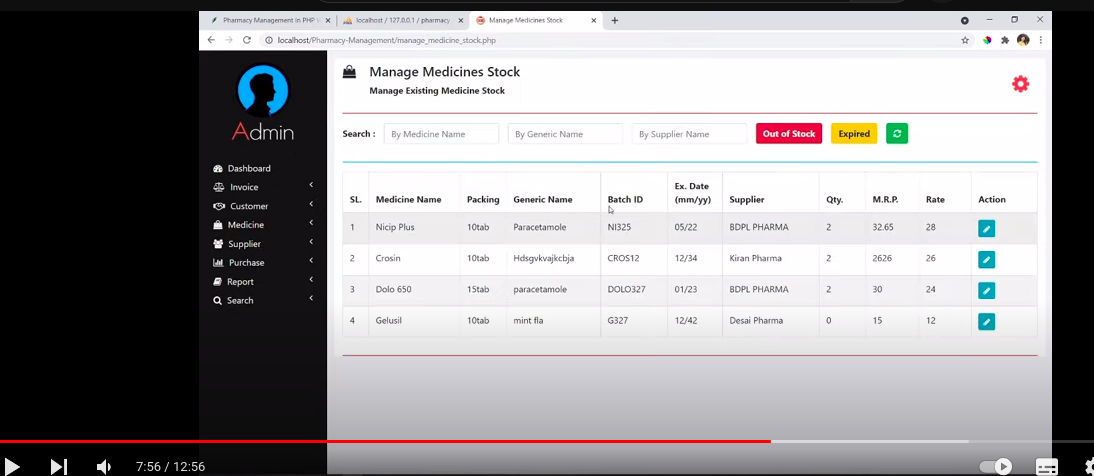 Pharmacy Management in PHP
localhost / 127.0.0.1 / pharmacy
Manage Medicines Stock
localhost/Pharmacy-Management/manage_medicine_stock.php
Admin
Dashboard
Invoice
Customer
Medicine
Supplier
Purchase
Report
Search
Manage Medicines Stock
Manage Existing Medicine Stock
Search : By Medicine Name By Generic Name By Supplier Name Out of Stock Expired
SL. Medicine Name Packing Generic Name Batch ID Ex. Date (mm/yy) Supplier Qty. M.R.P. Rate Action
1 Nicip Plus 10tab Paracetamole NI325 05/22 BDPL PHARMA 2 32.65 28
2 Crosin 10tab Hdsgvkvajkcbja CROS12 12/34 Kiran Pharma 2 2626 26
3 Dolo 650 15tab paracetamole DOLO327 01/23 BDPL PHARMA 2 30 24
4 Gelusil 10tab mint fla G327 12/42 Desai Pharma 0 15 12
7:56 / 12:56